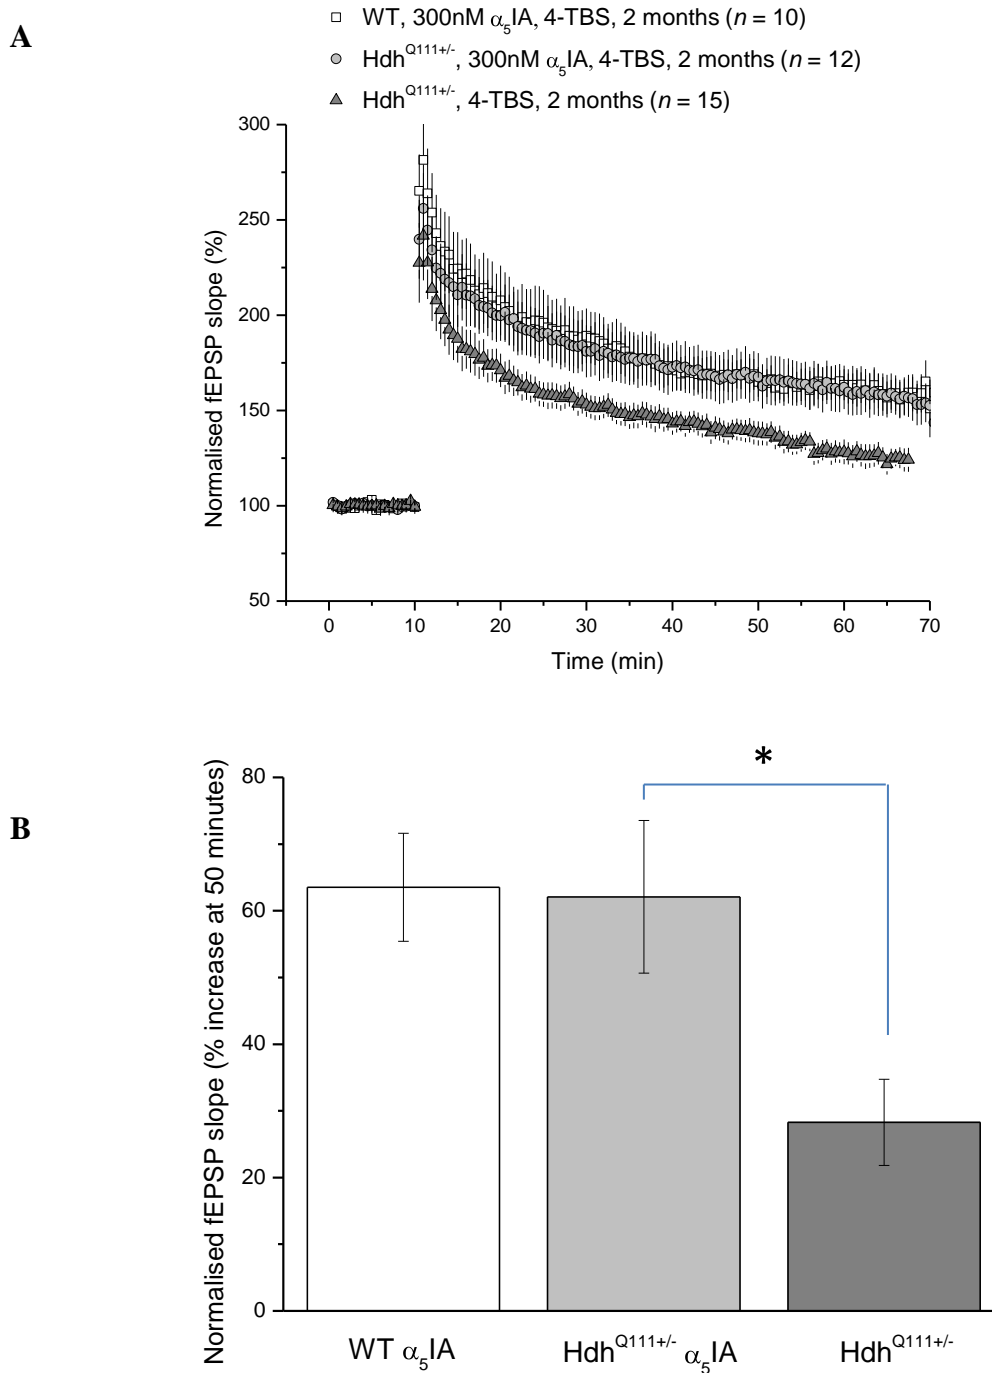 A
WT, 300nM α5IA, 4-TBS, 2 months (n = 10)
HdhQ111+/-, 300nM α5IA, 4-TBS, 2 months (n = 12)
HdhQ111+/-, 4-TBS, 2 months (n = 15)
300
250
200
150
100
50
Normalised fEPSP slope (%)
0 10 20 30 40 50 60 70
Time (min)
B
*
80
60
40
20
0
Normalised fEPSP slope (% increase at 50 minutes)
WT α5IA HdhQ111+/- α5IA HdhQ111+/-